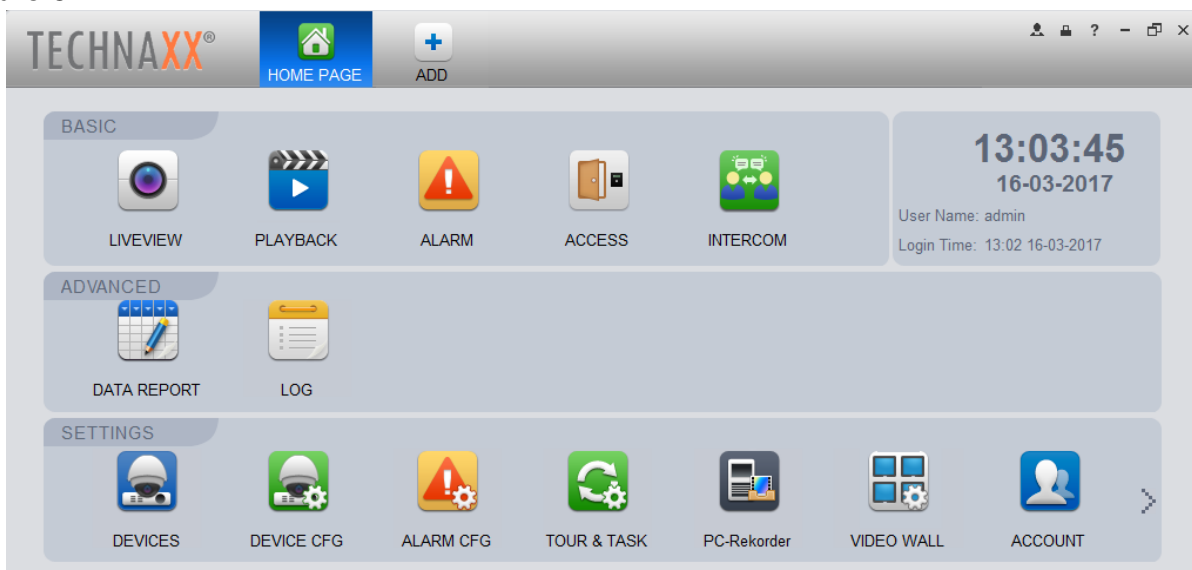 TECHNAXX®
HOME PAGE
ADD
?
BASIC
LIVEVIEW
PLAYBACK
ALARM
ACCESS
INTERCOM
13:03:45
16-03-2017
User Name: admin
Login Time: 13:02 16-03-2017
ADVANCED
DATA REPORT
LOG
SETTINGS
DEVICES
DEVICE CFG
ALARM CFG
TOUR & TASK
PC-Rekorder
VIDEO WALL
ACCOUNT